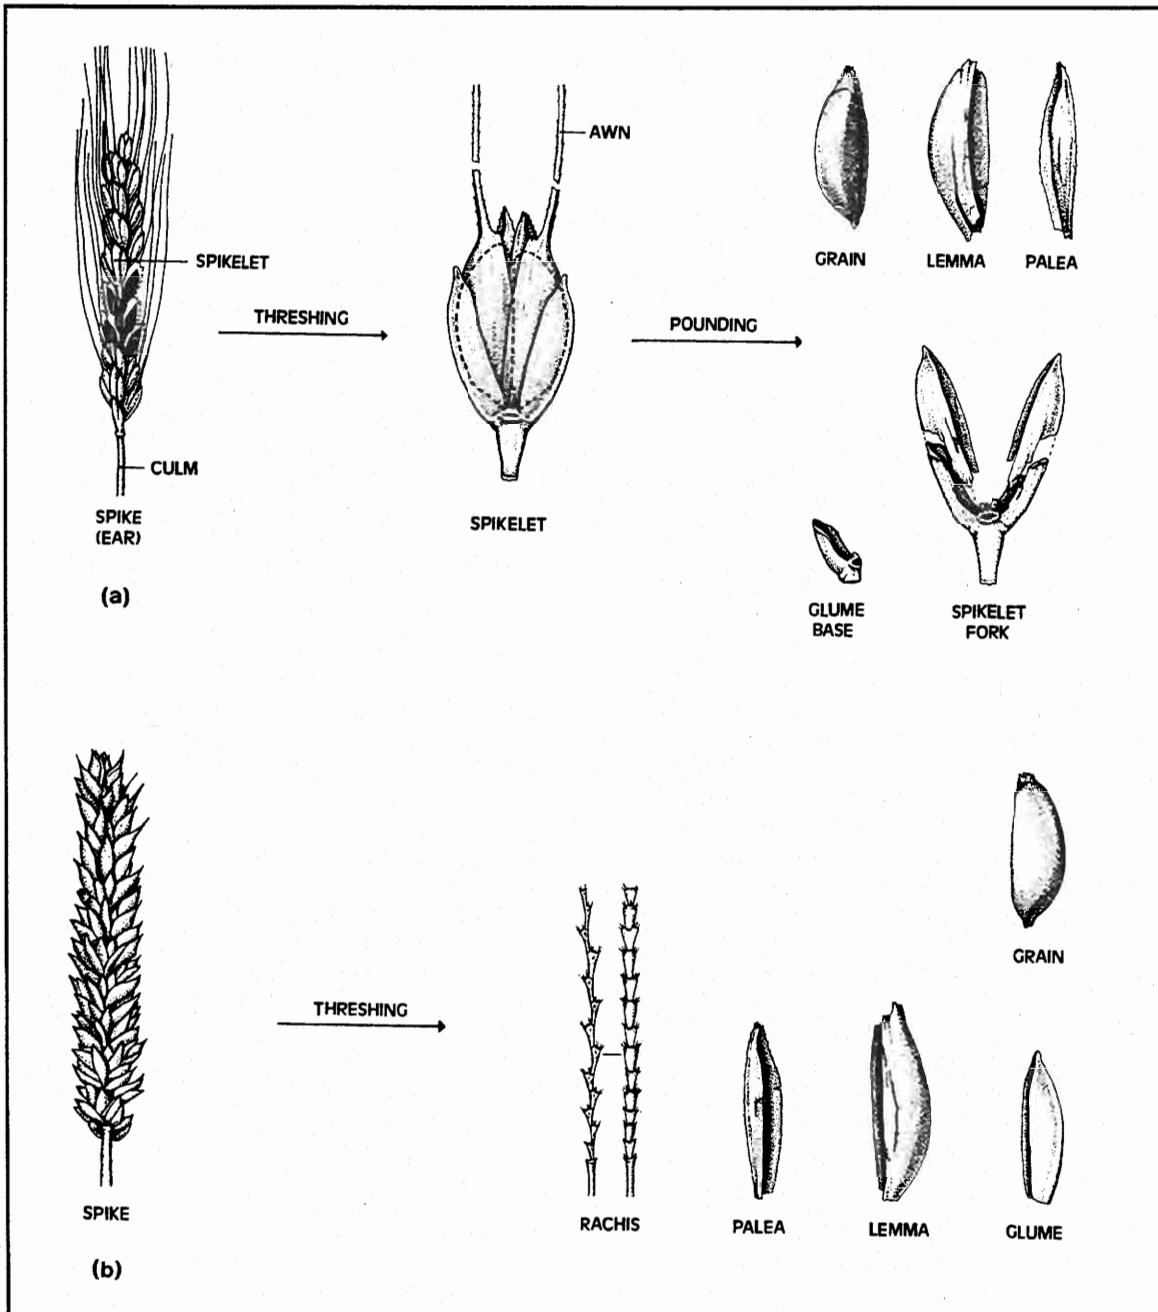 AWN
SPIKELET
GRAIN
LEMMA
PALEA
THRESHING
POUNDING
CULM
SPIKE
(EAR)
SPIKELET
(a)
GLUME
BASE
SPIKELET
FORK
GRAIN
THRESHING
SPIKE
RACHIS
PALEA
LEMMA
GLUME
(b)